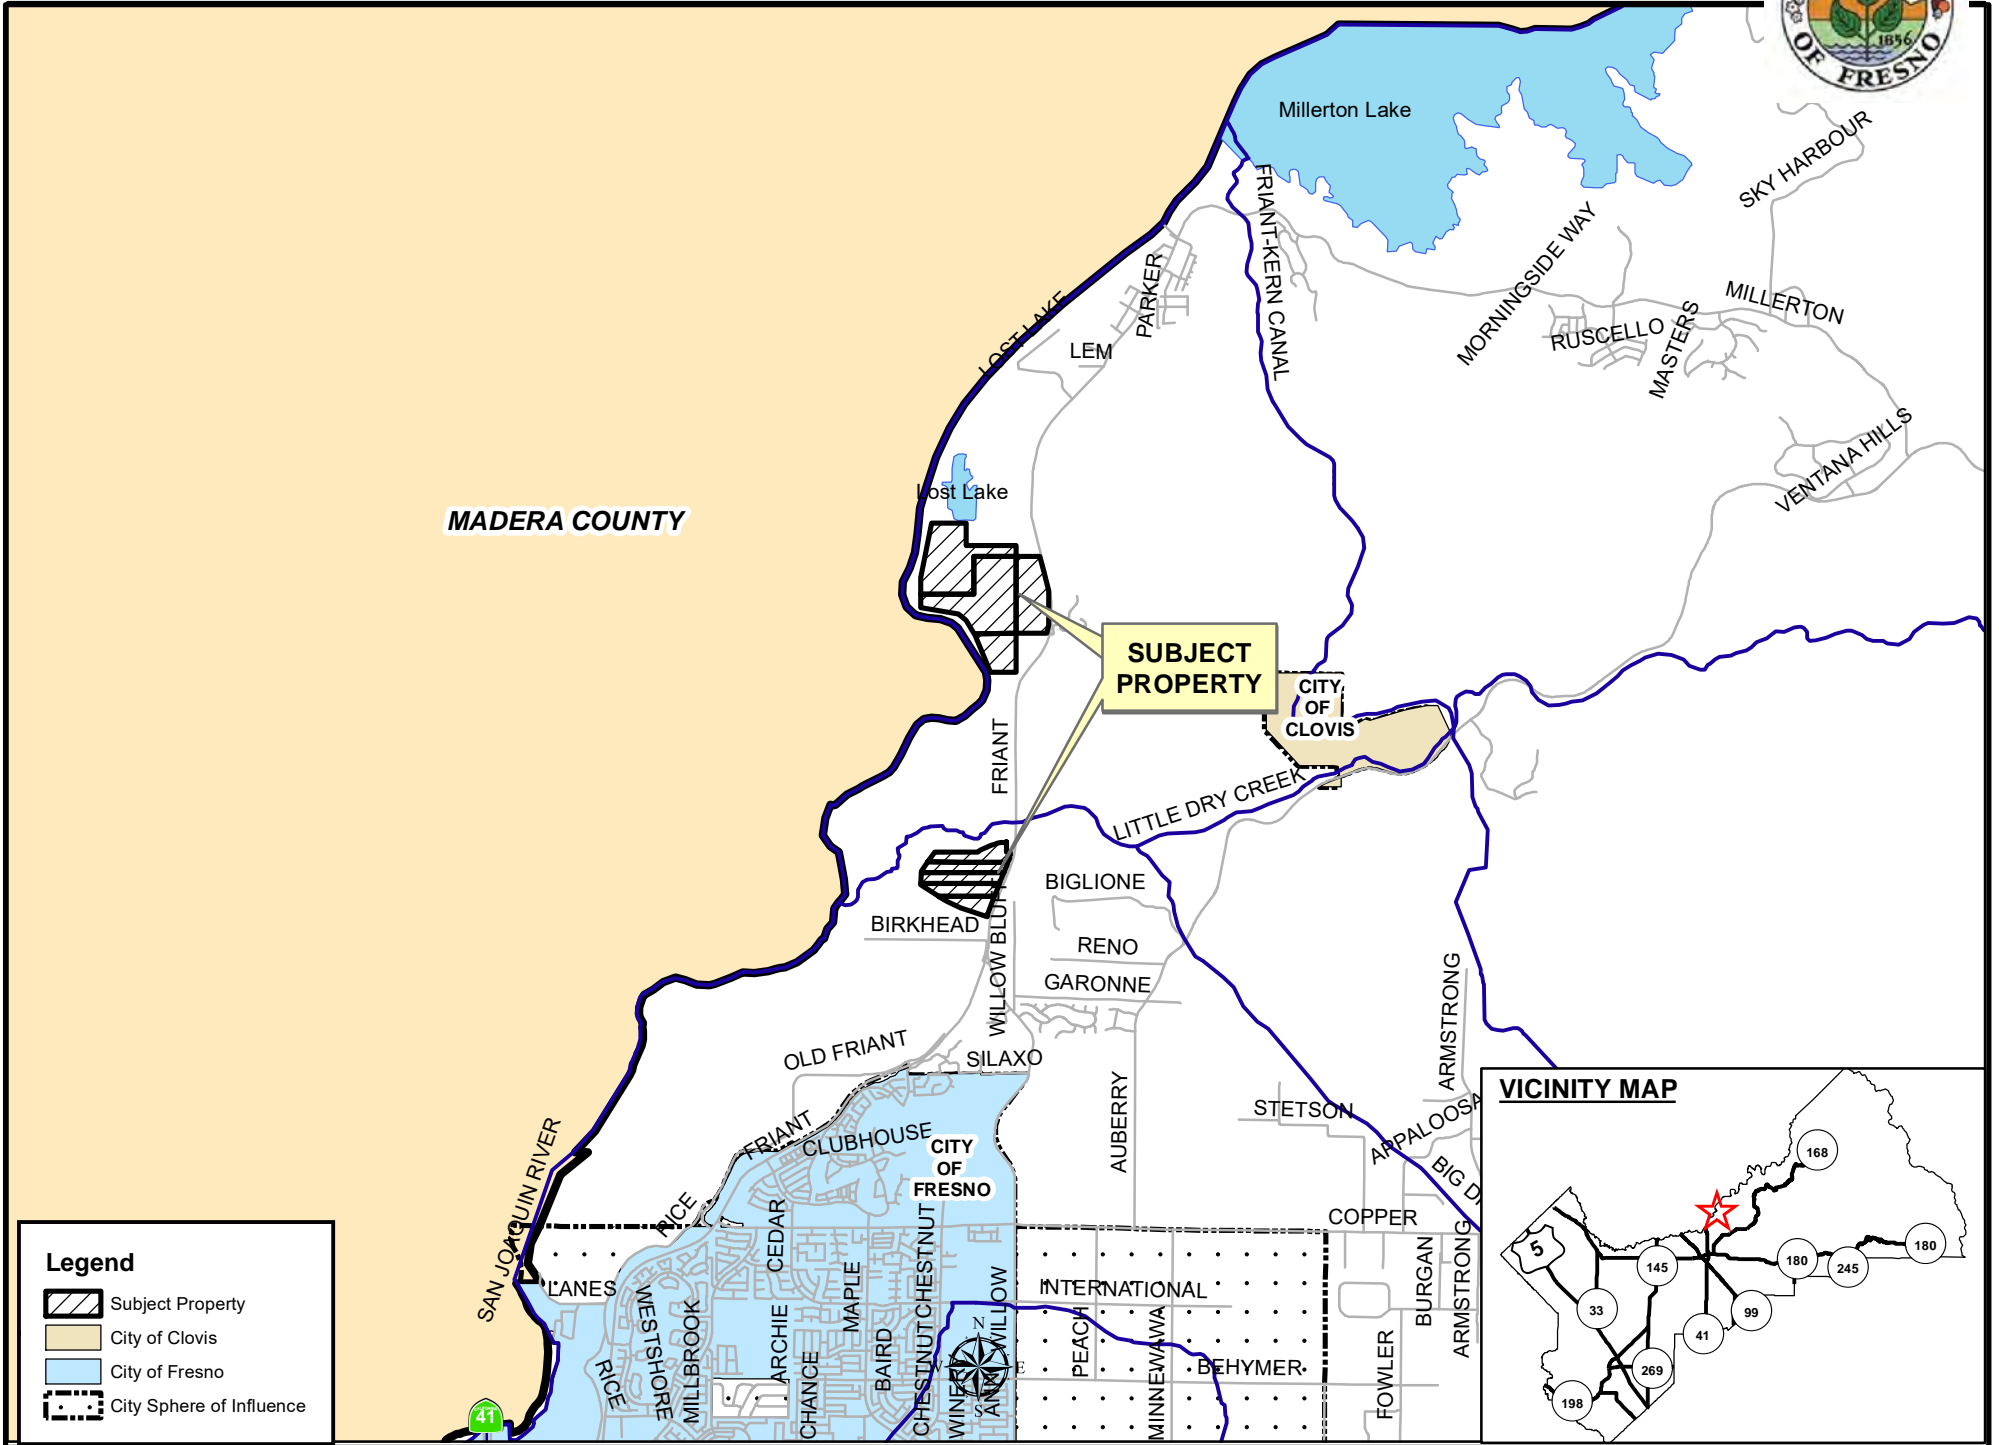 1856
OF FRESNO
Millerton Lake
SKY HARBOUR
FRIANT-KERN CANAL
MORNINGSIDE WAY
PARKER
MILLERTON
LOST LAKE
RUSCELLO
MASTERS
LEM
VENTANA HILLS
Lost Lake
MADERA COUNTY
SUBJECT
PROPERTY
CITY
OF
CLOVIS
FRIANT
LITTLE DRY CREEK
BIGLIONE
WILLOW BLUFF
BIRKHEAD
RENO
GARONNE
ARMSTRONG
OLD FRIANT
SILAXO
AUBERRY
STETSON
APPALOOSA
FRIANT
CLUBHOUSE
CITY
OF
FRESNO
BIG D
SAN JOAQUIN RIVER
RICE
CEDAR
COPPER
LANES
WESTSHORE
MILLBROOK
ARCHIE
MAPLE
CHESTNUT
CHESTNUT
WILLOW
INTERNATIONAL
BURGAN
ARMSTRONG
RICE
CHANCE
BAIRD
N
E
S
PEACH
MINNEWAWA
BEHYMER
FOWLER
41
Legend
Subject Property
City of Clovis
City of Fresno
City Sphere of Influence
VICINITY MAP
168
5
145
180
245
180
33
99
41
269
198